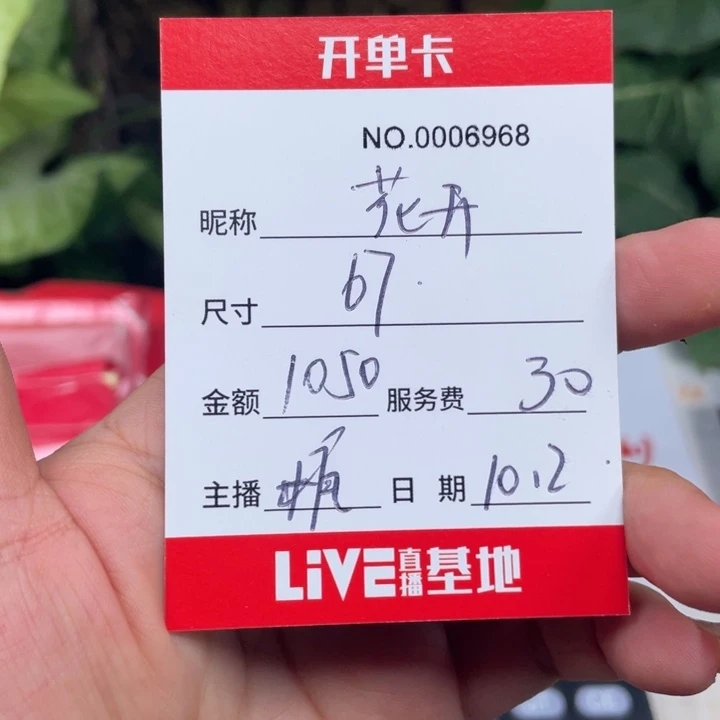 开单卡
NO.0006968
昵称 花开
尺寸 67.
金额 1050 服务费 30
主播 日期 10.12
LiVE直播基地